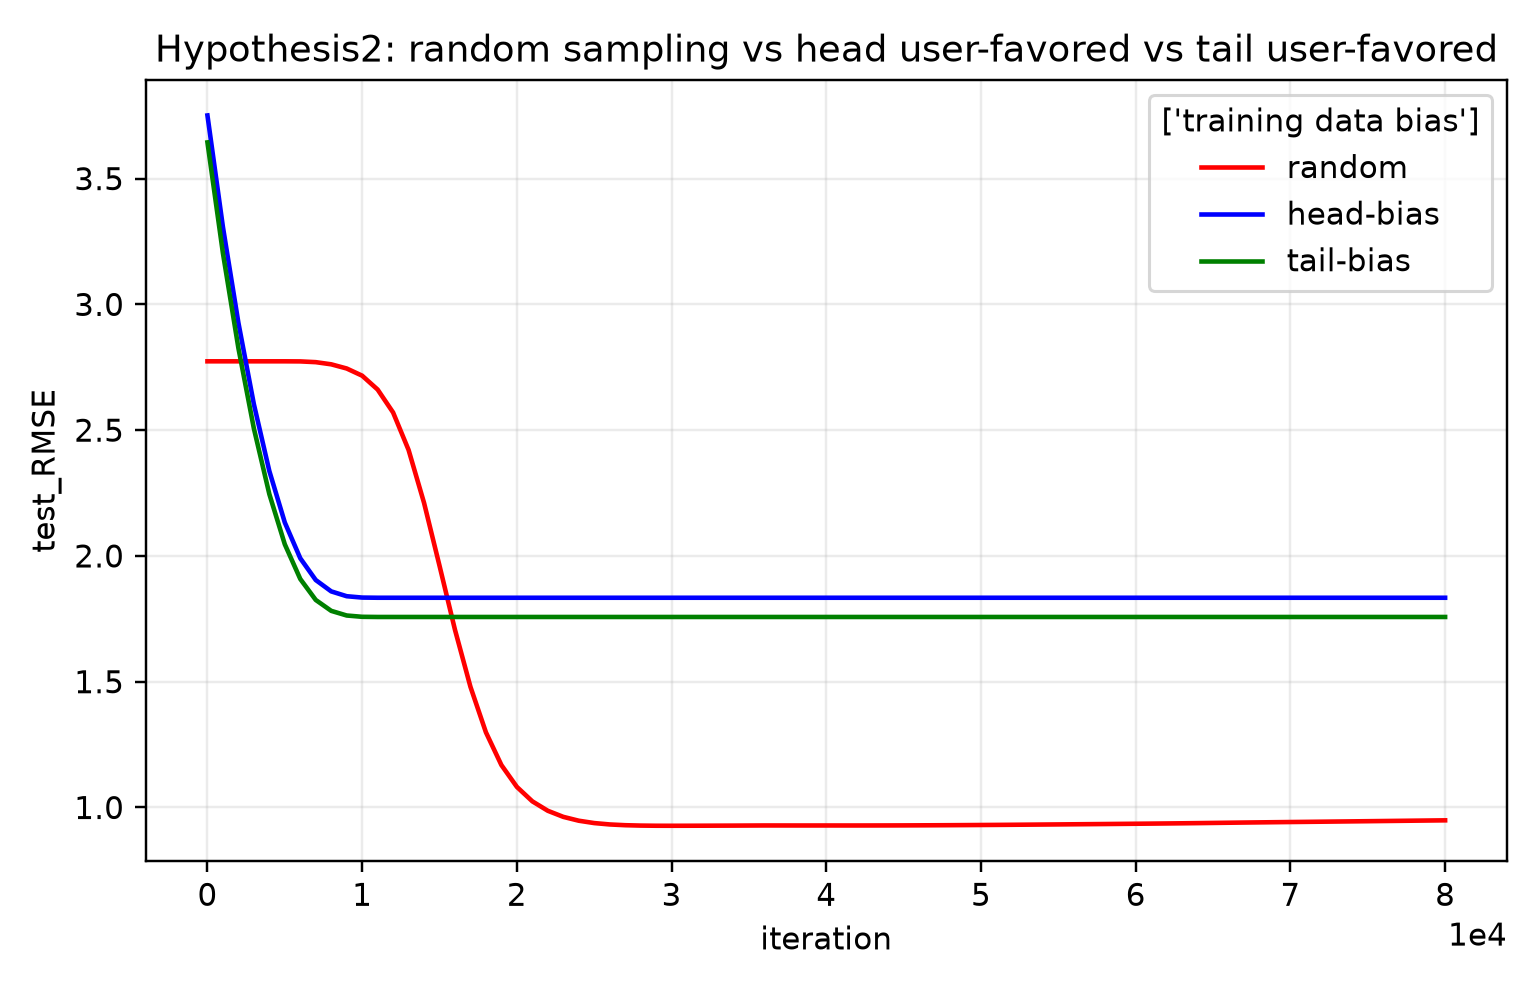 Hypothesis2: random sampling vs head user-favored vs tail user-favored
['training data bias']
random
head-bias
tail-bias
test_RMSE
3.5
3.0
2.5
2.0
1.5
1.0
0 1 2 3 4 5 6 7 8
1e4
iteration